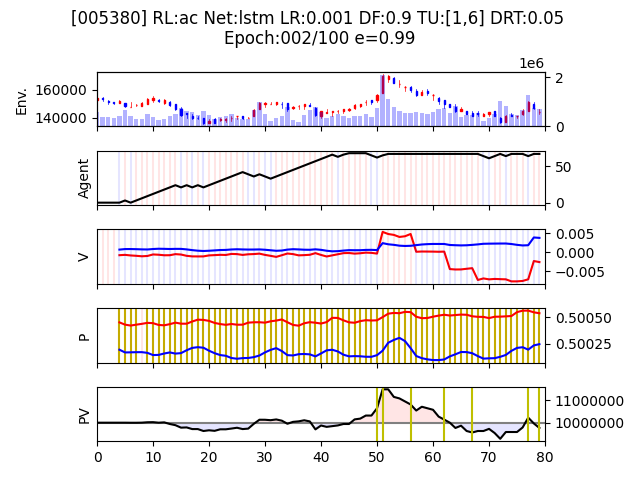 [005380] RL:ac Net:lstm LR:0.001 DF:0.9 TU:[1,6] DRT:0.05
Epoch:002/100 e=0.99
1e6
Env.
160000
140000
2
0
Agent
50
0
V
0.005
0.000
−0.005
P
0.50050
0.50025
PV
11000000
10000000
0 10 20 30 40 50 60 70 80